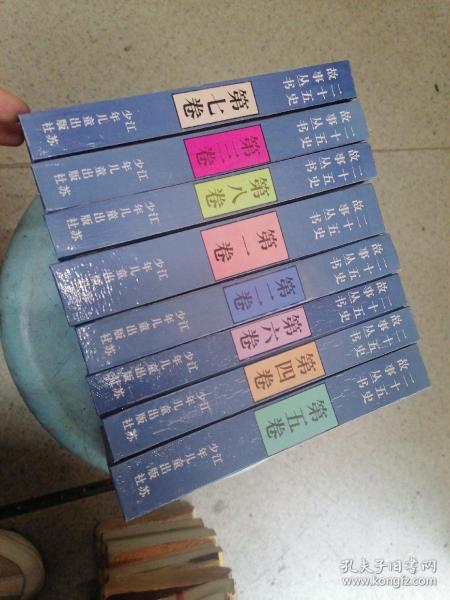 二十五史
故事丛书
第七卷
江苏
少年儿童出版社
二十五史
故事丛书
第三卷
江苏
少年儿童出版社
二十五史
故事丛书
第八卷
江苏
少年儿童出版社
二十五史
故事丛书
第一卷
江苏
少年儿童出版社
二十五史
故事丛书
第二卷
江苏
少年儿童出版社
二十五史
故事丛书
第六卷
江苏
少年儿童出版社
二十五史
故事丛书
第四卷
江苏
少年儿童出版社
二十五史
故事丛书
第五卷
江苏
少年儿童出版社
孔夫子旧书网
www.kongfz.com